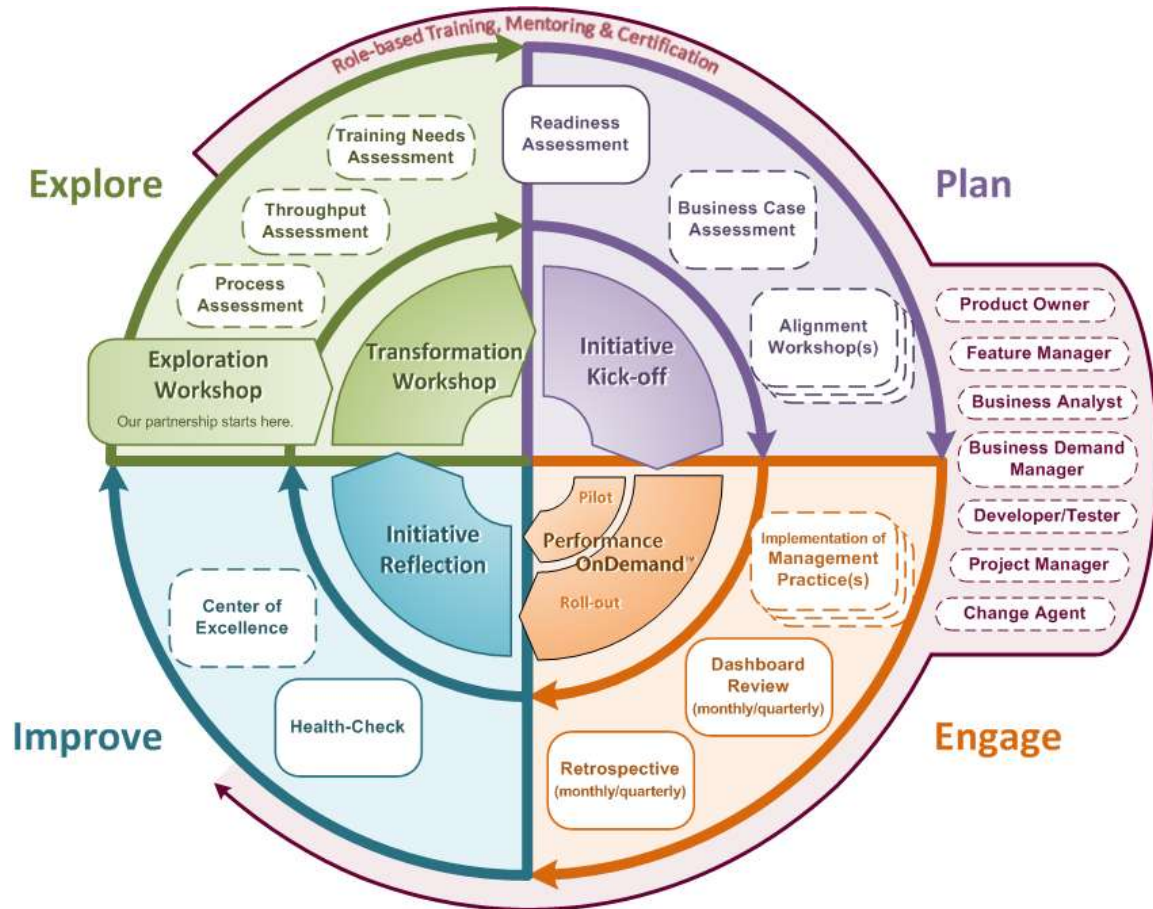 Role-based Training, Mentoring & Certification
Explore
Training Needs
Assessment
Throughput
Assessment
Process
Assessment
Exploration
Workshop
Our partnership starts here.
Transformation
Workshop
Plan
Readiness
Assessment
Business Case
Assessment
Alignment
Workshop(s)
Initiative
Kick-off
Product Owner
Feature Manager
Business Analyst
Business Demand
Manager
Developer/Tester
Project Manager
Change Agent
Engage
Implementation of
Management
Practice(s)
Dashboard
Review
(monthly/quarterly)
Retrospective
(monthly/quarterly)
Pilot
Performance
OnDemand™
Roll-out
Improve
Initiative
Reflection
Center of
Excellence
Health-Check